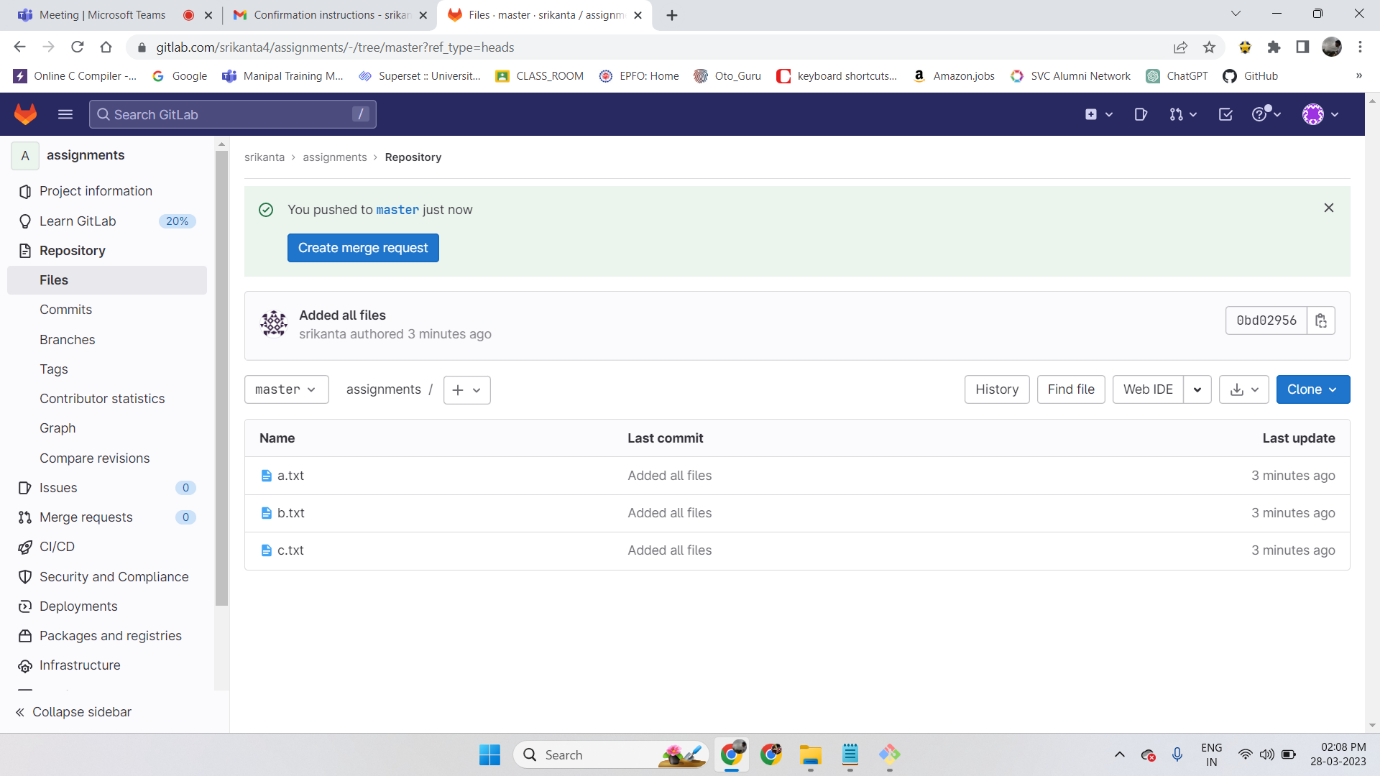 Meeting | Microsoft Teams
Confirmation instructions - srikan
Files · master · srikanta / assignm
gitlab.com/srikanta4/assignments/-/tree/master?ref_type=heads
Online C Compiler -...
Google
Manipal Training M...
Superset :: Universit...
CLASS_ROOM
EPFO: Home
Oto_Guru
keyboard shortcuts...
Amazon.jobs
SVC Alumni Network
ChatGPT
GitHub
»
Search GitLab
/
A
assignments
Project information
Learn GitLab
20%
Repository
Files
Commits
Branches
Tags
Contributor statistics
Graph
Compare revisions
Issues
0
Merge requests
0
CI/CD
Security and Compliance
Deployments
Packages and registries
Infrastructure
« Collapse sidebar
srikanta › assignments › Repository
You pushed to master just now
Create merge request
Added all files
srikanta authored 3 minutes ago
0bd02956
master
assignments /
+
History
Find file
Web IDE
Clone
Name
Last commit
Last update
a.txt
Added all files
3 minutes ago
b.txt
Added all files
3 minutes ago
c.txt
Added all files
3 minutes ago
Search
ENG
IN
02:08 PM
28-03-2023